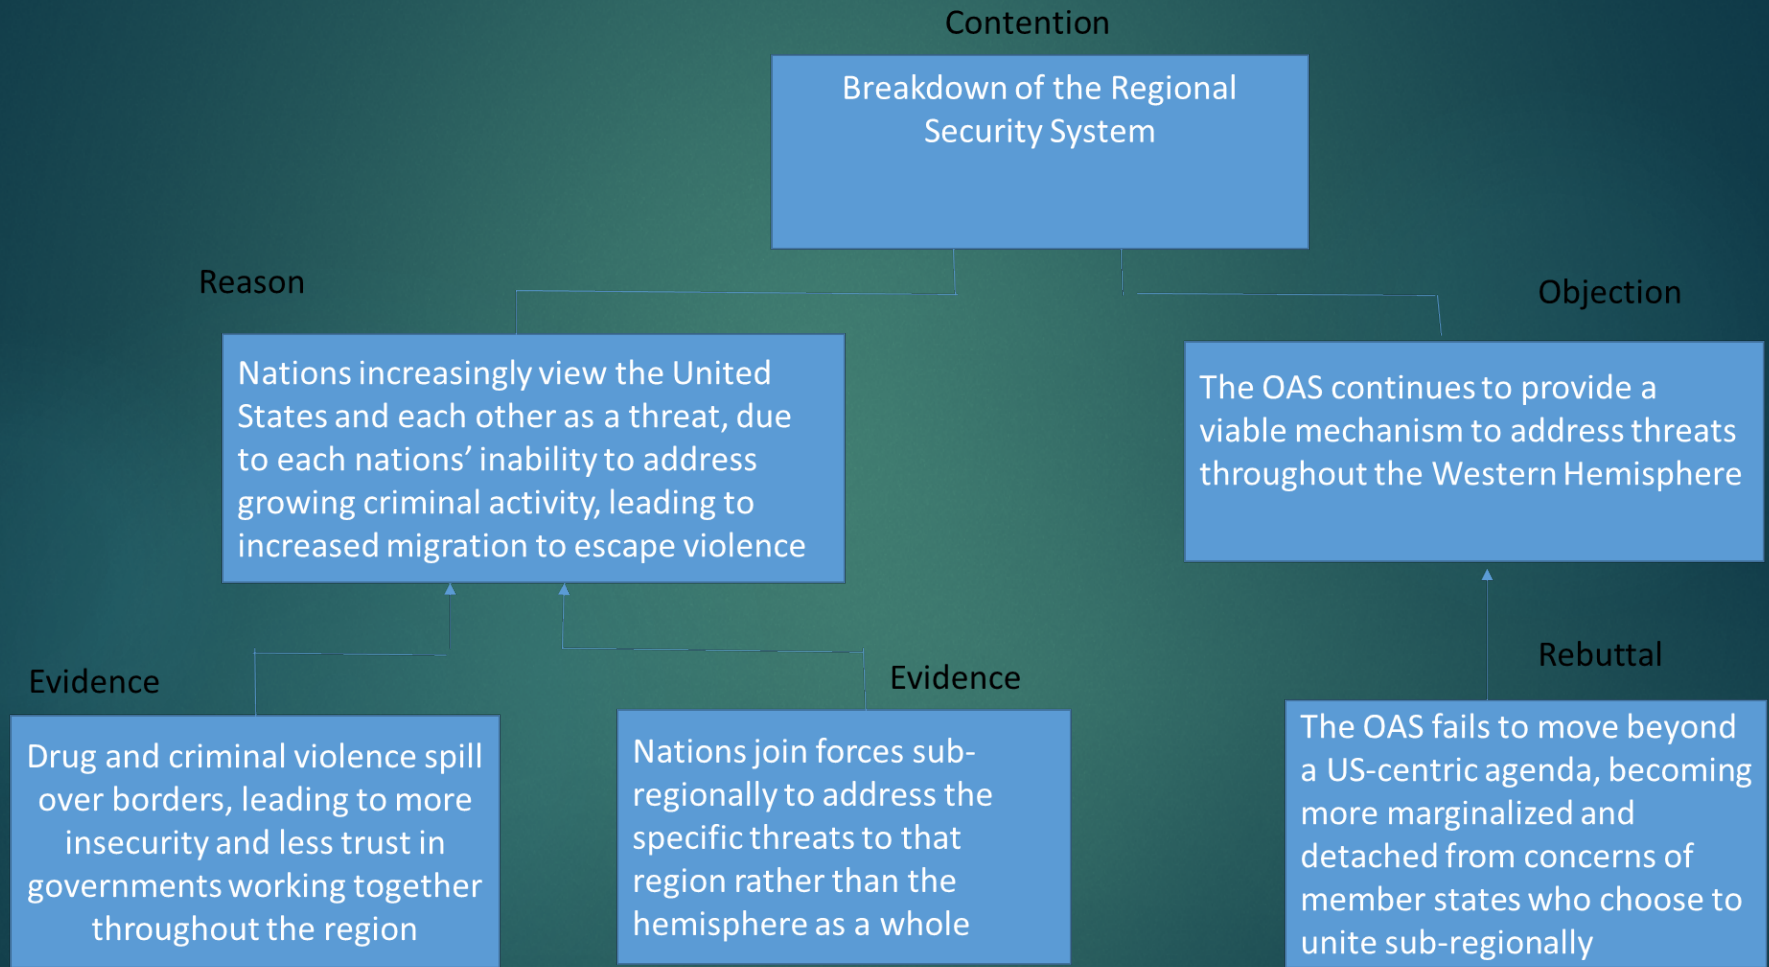 Contention
Breakdown of the Regional
Security System
Reason
Nations increasingly view the United
States and each other as a threat, due
to each nations’ inability to address
growing criminal activity, leading to
increased migration to escape violence
Objection
The OAS continues to provide a
viable mechanism to address threats
throughout the Western Hemisphere
Evidence
Drug and criminal violence spill
over borders, leading to more
insecurity and less trust in
governments working together
throughout the region
Evidence
Nations join forces sub-
regionally to address the
specific threats to that
region rather than the
hemisphere as a whole
Rebuttal
The OAS fails to move beyond
a US-centric agenda, becoming
more marginalized and
detached from concerns of
member states who choose to
unite sub-regionally